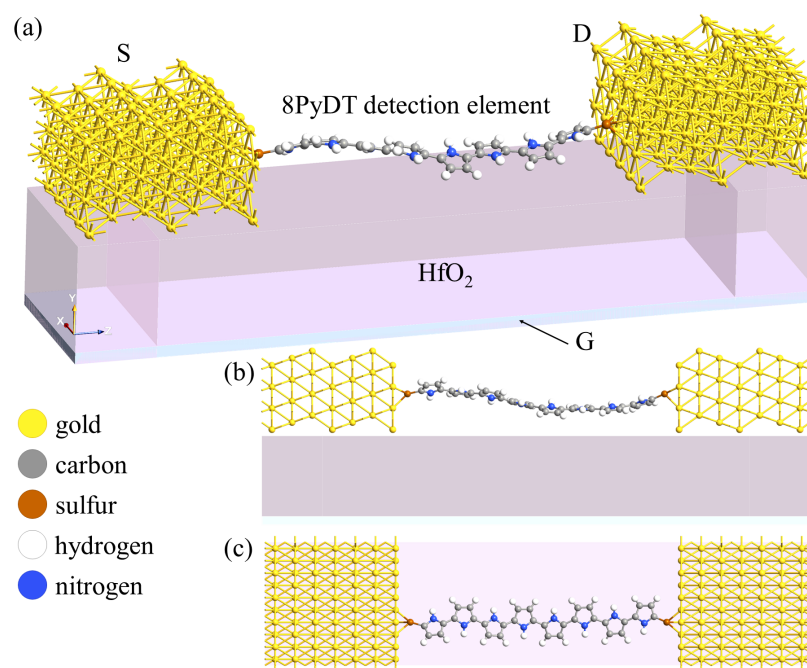 (a)
S
D
8PyDT detection element
HfO₂
Y
X
Z
G
(b)
gold
carbon
sulfur
hydrogen
nitrogen
(c)